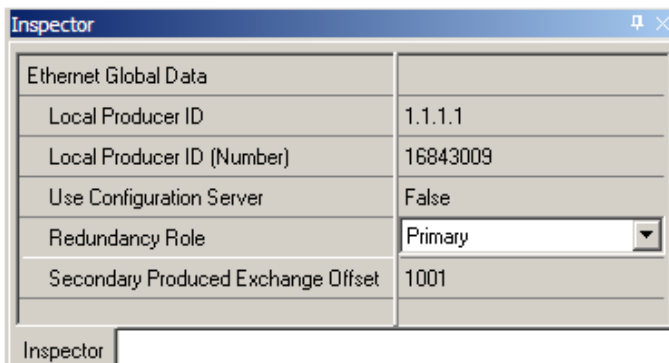 Inspector
Ethernet Global Data
Local Producer ID 1.1.1.1
Local Producer ID (Number) 16843009
Use Configuration Server False
Redundancy Role Primary
Secondary Produced Exchange Offset 1001
Inspector